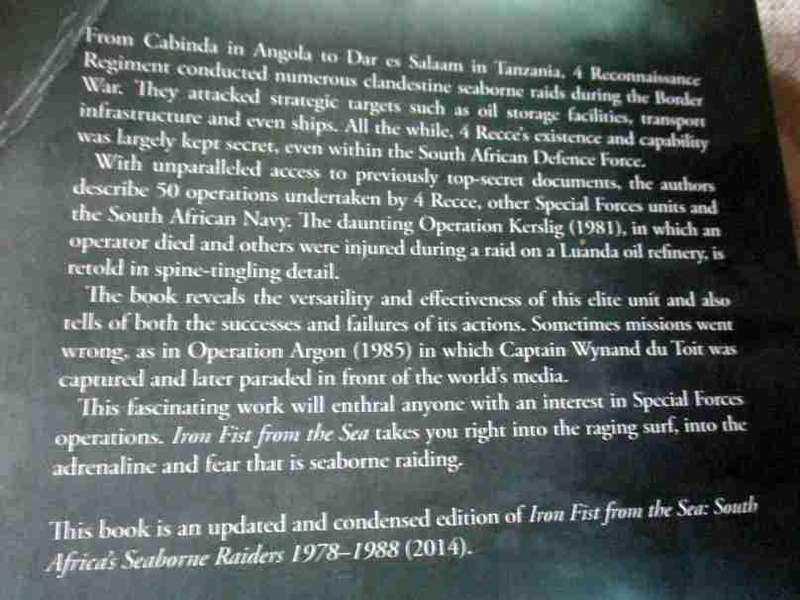 From Cabinda in Angola to Dar es Salaam in Tanzania, 4 Reconnaissance
Regiment conducted numerous clandestine seaborne raids during the Border
War. They attacked strategic targets such as oil storage facilities, transport
infrastructure and even ships. All the while, 4 Recce's existence and capability
was largely kept secret, even within the South African Defence Force.
With unparalleled access to previously top-secret documents, the authors
describe 50 operations undertaken by 4 Recce, other Special Forces units and
the South African Navy. The daunting Operation Kerslig (1981), in which an
operator died and others were injured during a raid on a Luanda oil refinery, is
retold in spine-tingling detail.
The book reveals the versatility and effectiveness of this elite unit and also
tells of both the successes and failures of its actions. Sometimes missions went
wrong, as in Operation Argon (1985) in which Captain Wynand du Toit was
captured and later paraded in front of the world's media.
This fascinating work will enthral anyone with an interest in Special Forces
operations. Iron Fist from the Sea takes you right into the raging surf, into the
adrenaline and fear that is seaborne raiding.
This book is an updated and condensed edition of Iron Fist from the Sea: South
Africa's Seaborne Raiders 1978–1988 (2014).